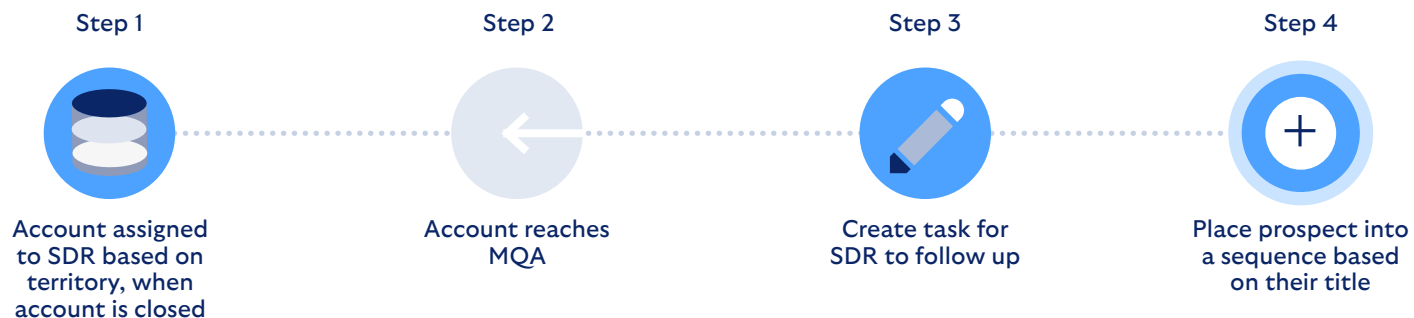 Step 1
Step 2
Step 3
Step 4
Account assigned
to SDR based on
territory, when
account is closed
Account reaches
MQA
Create task for
SDR to follow up
Place prospect into
a sequence based
on their title